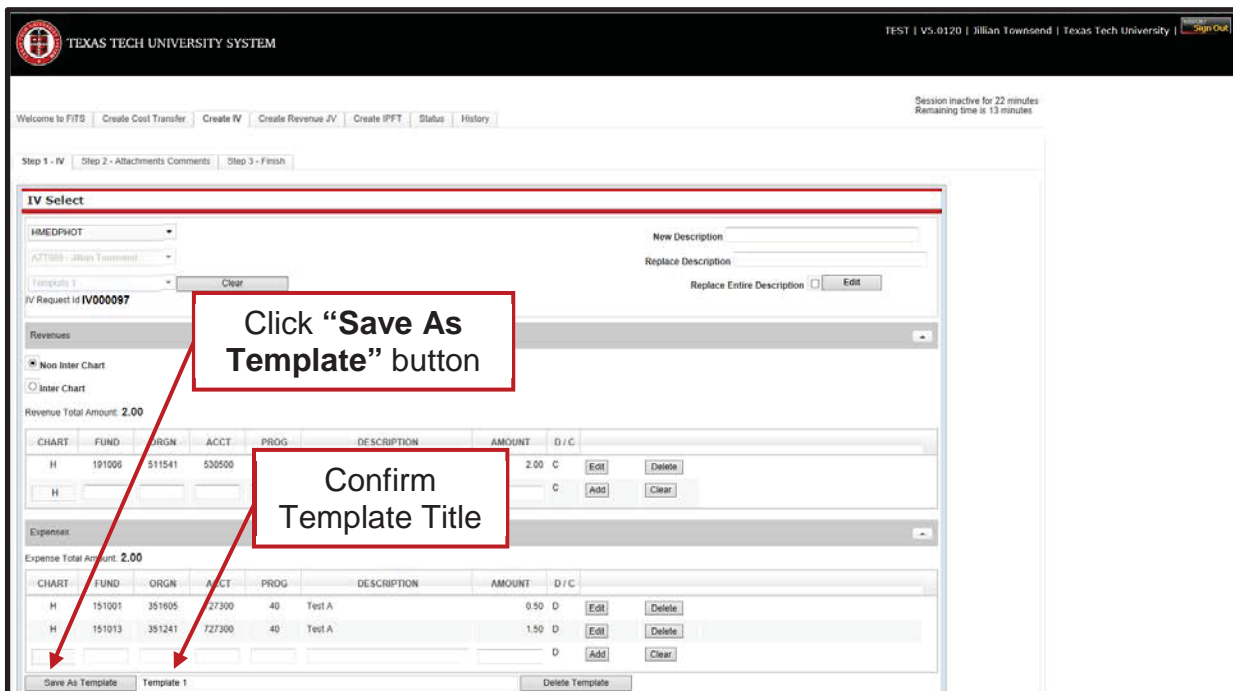 TEXAS TECH UNIVERSITY SYSTEM
TEST | V5.0120 | Jillian Townsend | Texas Tech University | Sign Out
Session inactive for 22 minutes
Remaining time is 13 minutes
Welcome to FiTS Create Cost Transfer Create IV Create Revenue JV Create IPFT Status History
Step 1 - IV Step 2 - Attachments Comments Step 3 - Finish
IV Select
HMEDPHOT
New Description
- Jillian Townsend
Replace Description
Template 1 Clear
Replace Entire Description Edit
IV Request Id IV000097
Click “Save As
Template” button
Revenues
Non Inter Chart
Inter Chart
Revenue Total Amount: 2.00
CHART FUND ORGN ACCT PROG DESCRIPTION AMOUNT D / C
H 191006 511541 530500 2.00 C Edit Delete
H C Add Clear
Confirm
Template Title
Expenses
Expense Total Amount: 2.00
CHART FUND ORGN ACCT PROG DESCRIPTION AMOUNT D / C
H 151001 351605 727300 40 Test A 0.50 D Edit Delete
H 151013 351241 727300 40 Test A 1.50 D Edit Delete
D Add Clear
Save As Template Template 1 Delete Template